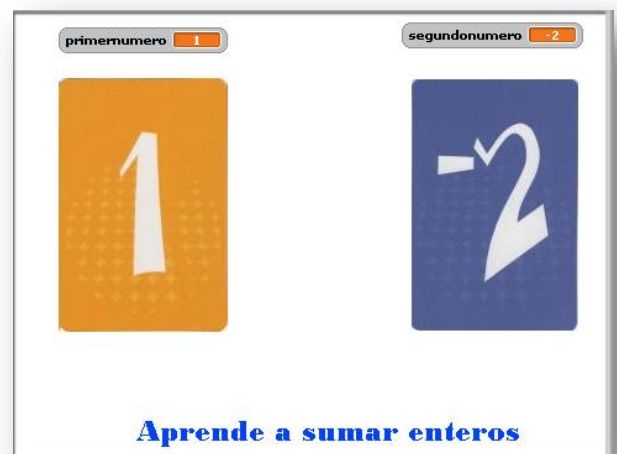 primernumero 1
segundonumero -2
1
-2
Aprende a sumar enteros